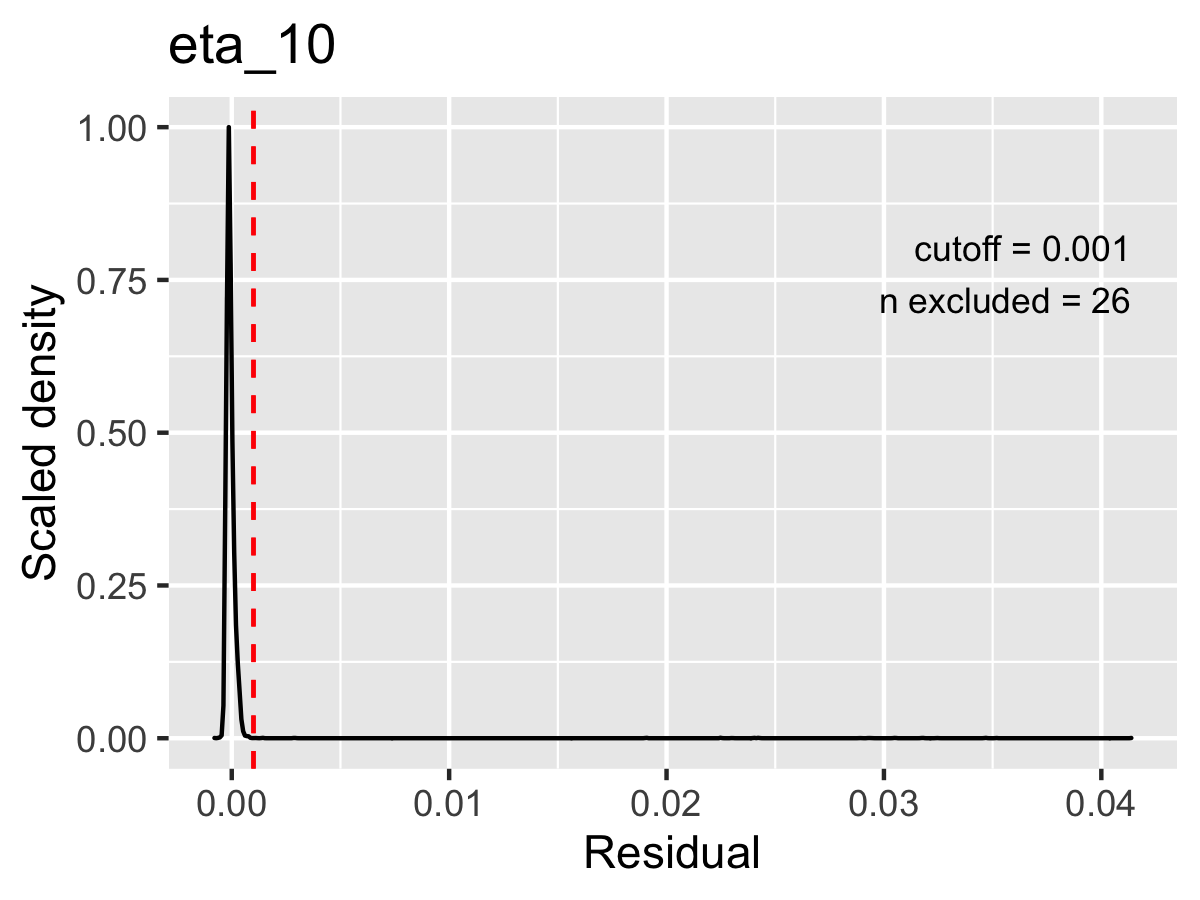 eta_10
1.00
0.75
0.50
0.25
0.00
Scaled density
cutoff = 0.001
n excluded = 26
0.00 0.01 0.02 0.03 0.04
Residual